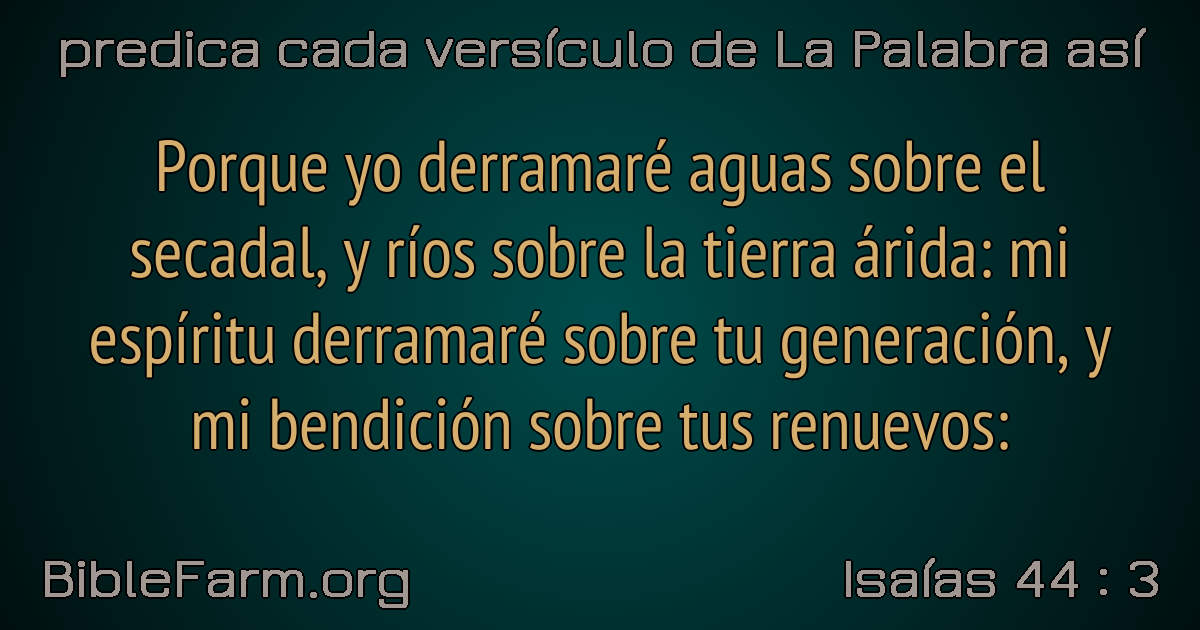 predica cada versículo de La Palabra así
Porque yo derramaré aguas sobre el
secadal, y ríos sobre la tierra árida: mi
espíritu derramaré sobre tu generación, y
mi bendición sobre tus renuevos:
BibleFarm.org
Isaías 44 : 3